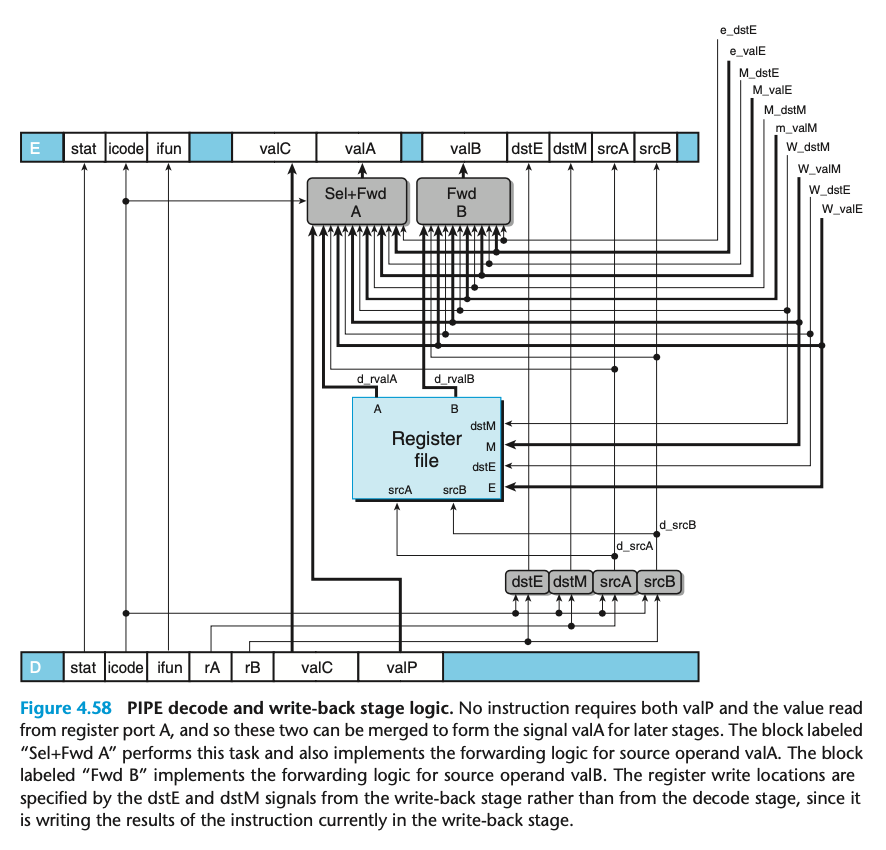 e_dstE
e_valE
M_dstE
M_valE
M_dstM
m_valM
W_dstM
W_valM
W_dstE
W_valE
E stat icode ifun valC valA valB dstE dstM srcA srcB
Sel+Fwd
A
Fwd
B
d_rvalA d_rvalB
A B
dstM
Register
file
M
dstE
srcA srcB E
d_srcB
d_srcA
dstE dstM srcA srcB
D stat icode ifun rA rB valC valP
Figure 4.58 PIPE decode and write-back stage logic. No instruction requires both valP and the value read
from register port A, and so these two can be merged to form the signal valA for later stages. The block labeled
“Sel+Fwd A” performs this task and also implements the forwarding logic for source operand valA. The block
labeled “Fwd B” implements the forwarding logic for source operand valB. The register write locations are
specified by the dstE and dstM signals from the write-back stage rather than from the decode stage, since it
is writing the results of the instruction currently in the write-back stage.